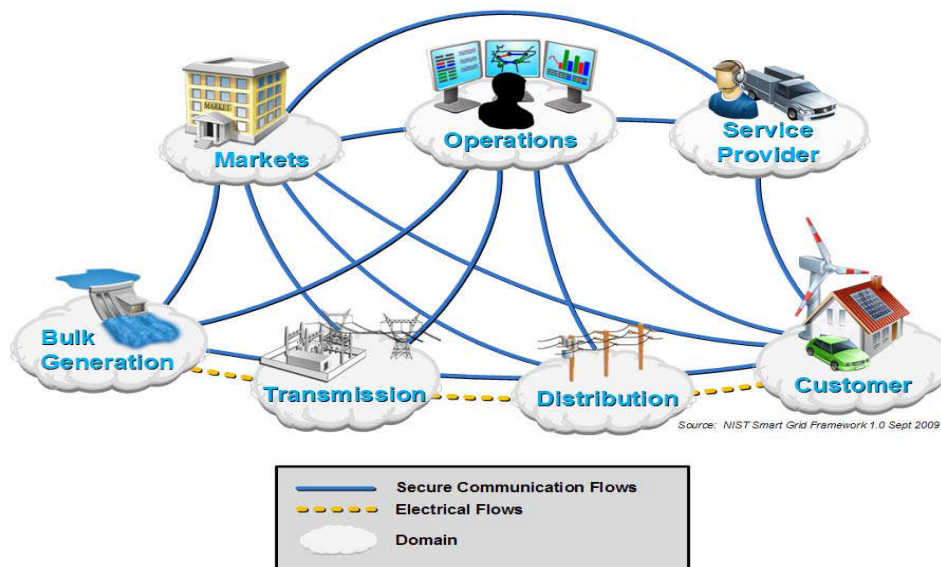 MARKET
Markets
Operations
Service
Provider
Bulk
Generation
Transmission
Distribution
Customer
Source: NIST Smart Grid Framework 1.0 Sept 2009
Secure Communication Flows
Electrical Flows
Domain